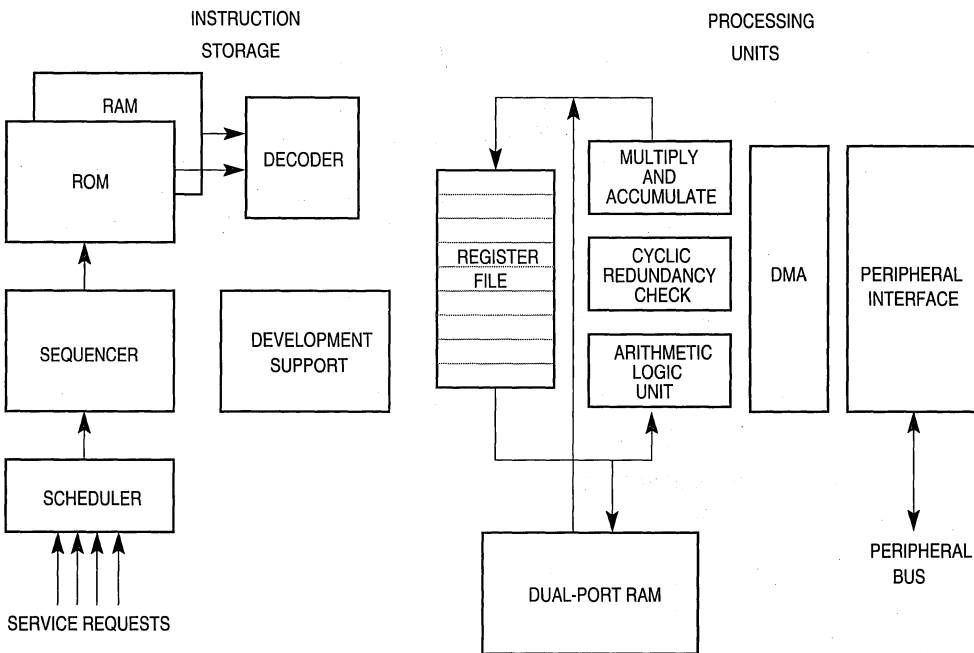 INSTRUCTION
STORAGE
PROCESSING
UNITS
RAM
ROM
DECODER
SEQUENCER
DEVELOPMENT
SUPPORT
SCHEDULER
SERVICE REQUESTS
REGISTER
FILE
MULTIPLY
AND
ACCUMULATE
CYCLIC
REDUNDANCY
CHECK
ARITHMETIC
LOGIC
UNIT
DMA
PERIPHERAL
INTERFACE
DUAL-PORT RAM
PERIPHERAL
BUS